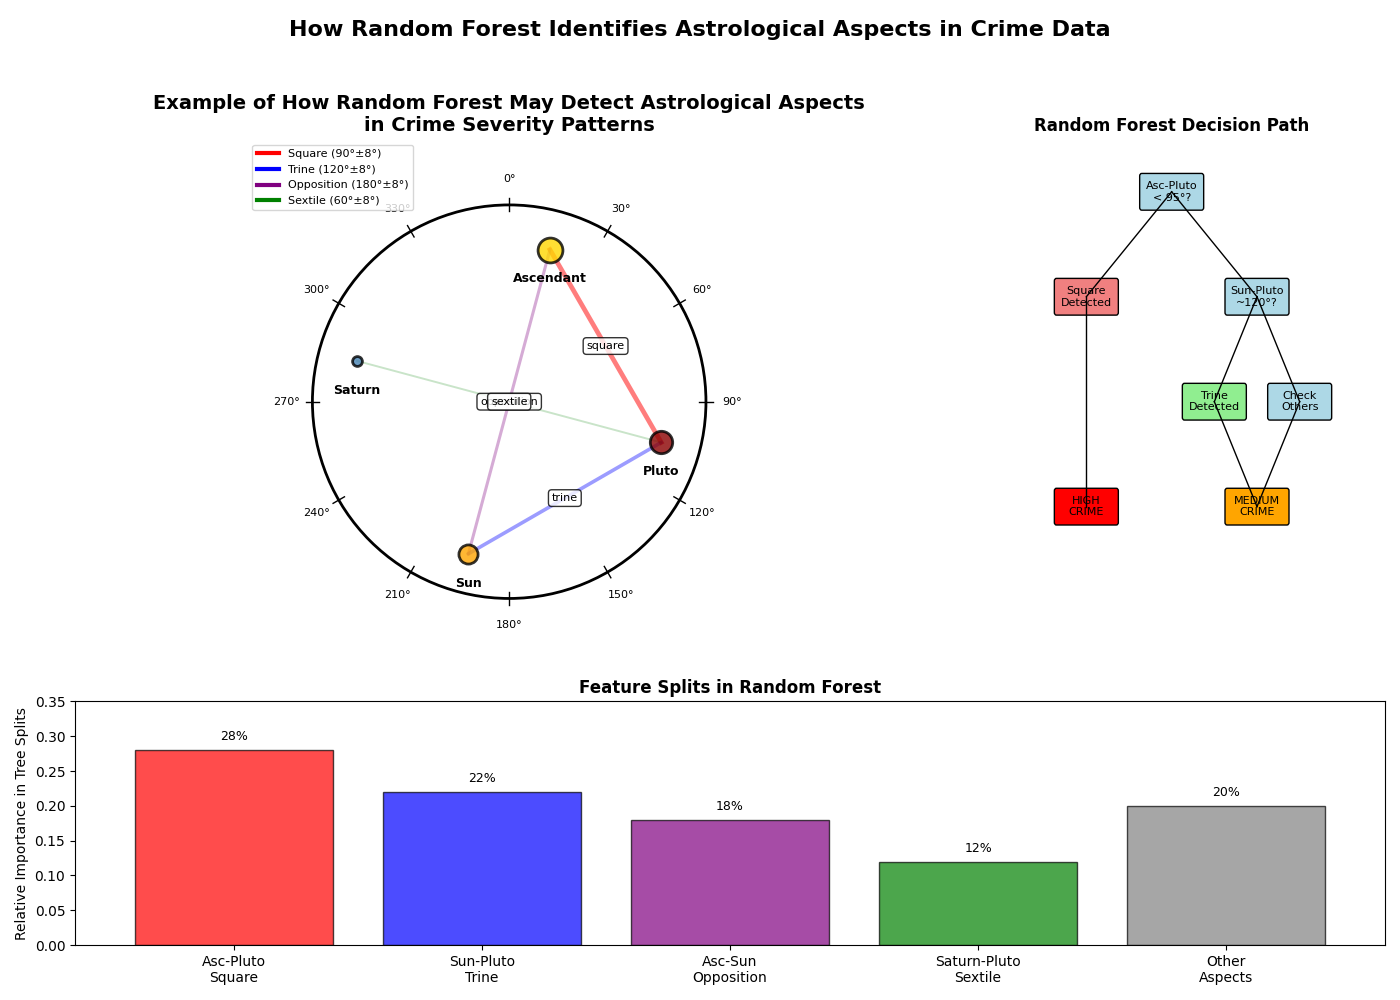 How Random Forest Identifies Astrological Aspects in Crime Data
Example of How Random Forest May Detect Astrological Aspects
in Crime Severity Patterns
Square (90°±8°)
Trine (120°±8°)
Opposition (180°±8°)
Sextile (60°±8°)
0°
30°
60°
90°
120°
150°
180°
210°
240°
270°
300°
330°
Ascendant
square
Saturn
sextile
Pluto
trine
Sun
Random Forest Decision Path
Asc-Pluto
< 95°?
Square
Detected
Sun-Pluto
~120°?
Trine
Detected
Check
Others
HIGH
CRIME
MEDIUM
CRIME
Feature Splits in Random Forest
Relative Importance in Tree Splits
0.35
0.30
0.25
0.20
0.15
0.10
0.05
0.00
28%
22%
18%
12%
20%
Asc-Pluto
Square
Sun-Pluto
Trine
Asc-Sun
Opposition
Saturn-Pluto
Sextile
Other
Aspects